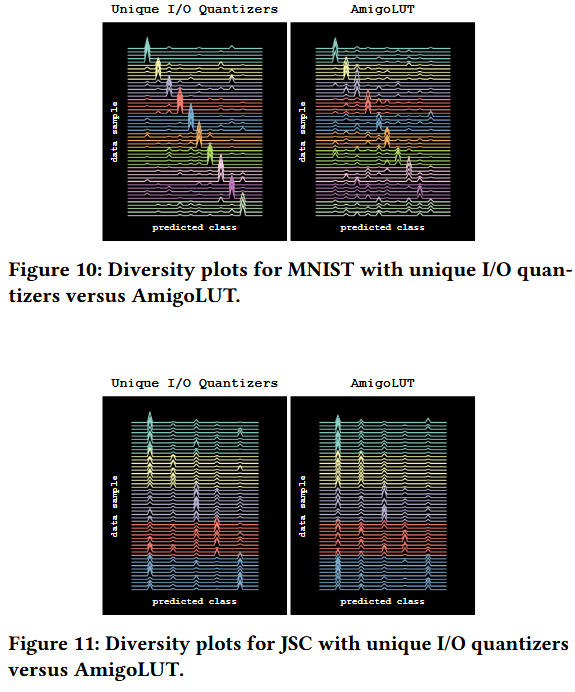 Unique I/O Quantizers
AmigoLUT
data sample
data sample
predicted class
predicted class
Figure 10: Diversity plots for MNIST with unique I/O quan-
tizers versus AmigoLUT.
Unique I/O Quantizers
AmigoLUT
data sample
data sample
predicted class
predicted class
Figure 11: Diversity plots for JSC with unique I/O quantizers
versus AmigoLUT.